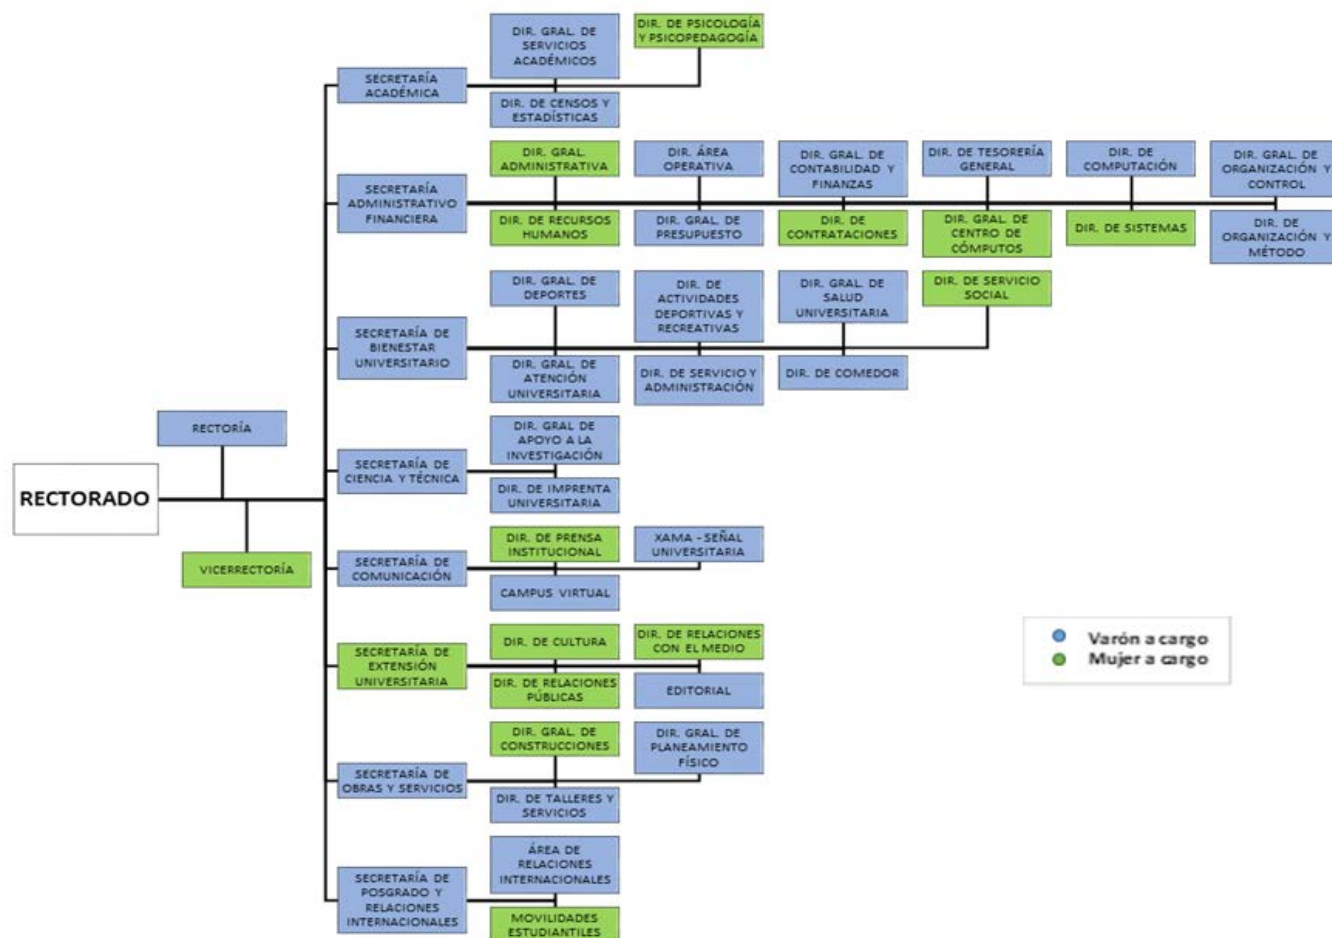 DIR. GRAL. DE
SERVICIOS
ACADÉMICOS
DIR. DE PSICOLOGÍA
Y PSICOPEDAGOGÍA
SECRETARÍA
ACADÉMICA
DIR. DE CENSOS Y
ESTADÍSTICAS
DIR. GRAL.
ADMINISTRATIVA
DIR. ÁREA
OPERATIVA
DIR. GRAL. DE
CONTABILIDAD Y
FINANZAS
DIR. DE TESORERÍA
GENERAL
DIR. DE
COMPUTACIÓN
DIR. GRAL. DE
ORGANIZACIÓN Y
CONTROL
SECRETARÍA
ADMINISTRATIVO
FINANCIERA
DIR. DE RECURSOS
HUMANOS
DIR. GRAL. DE
PRESUPUESTO
DIR. DE
CONTRATACIONES
DIR. GRAL. DE
CENTRO DE
CÓMPUTOS
DIR. DE SISTEMAS
DIR. DE
ORGANIZACIÓN Y
MÉTODO
DIR. GRAL. DE
DEPORTES
DIR. DE
ACTIVIDADES
DEPORTIVAS Y
RECREATIVAS
DIR. GRAL. DE
SALUD
UNIVERSITARIA
DIR. DE SERVICIO
SOCIAL
SECRETARÍA DE
BIENESTAR
UNIVERSITARIO
DIR. GRAL. DE
ATENCIÓN
UNIVERSITARIA
DIR. DE SERVICIO Y
ADMINISTRACIÓN
DIR. DE COMEDOR
RECTORÍA
RECTORADO
VICERRECTORÍA
DIR. GRAL DE
APOYO A LA
INVESTIGACIÓN
SECRETARÍA DE
CIENCIA Y TÉCNICA
DIR. DE IMPRENTA
UNIVERSITARIA
DIR. DE PRENSA
INSTITUCIONAL
XAMA - SEÑAL
UNIVERSITARIA
SECRETARÍA DE
COMUNICACIÓN
CAMPUS VIRTUAL
DIR. DE CULTURA
DIR. DE RELACIONES
CON EL MEDIO
SECRETARÍA DE
EXTENSIÓN
UNIVERSITARIA
DIR. DE RELACIONES
PÚBLICAS
EDITORIAL
DIR. GRAL. DE
CONSTRUCCIONES
DIR. GRAL. DE
PLANEAMIENTO
FÍSICO
SECRETARÍA DE
OBRAS Y SERVICIOS
DIR. DE TALLERES Y
SERVICIOS
ÁREA DE
RELACIONES
INTERNACIONALES
SECRETARÍA DE
POSGRADO Y
RELACIONES
INTERNACIONALES
MOVILIDADES
ESTUDIANTILES
Varón a cargo
Mujer a cargo